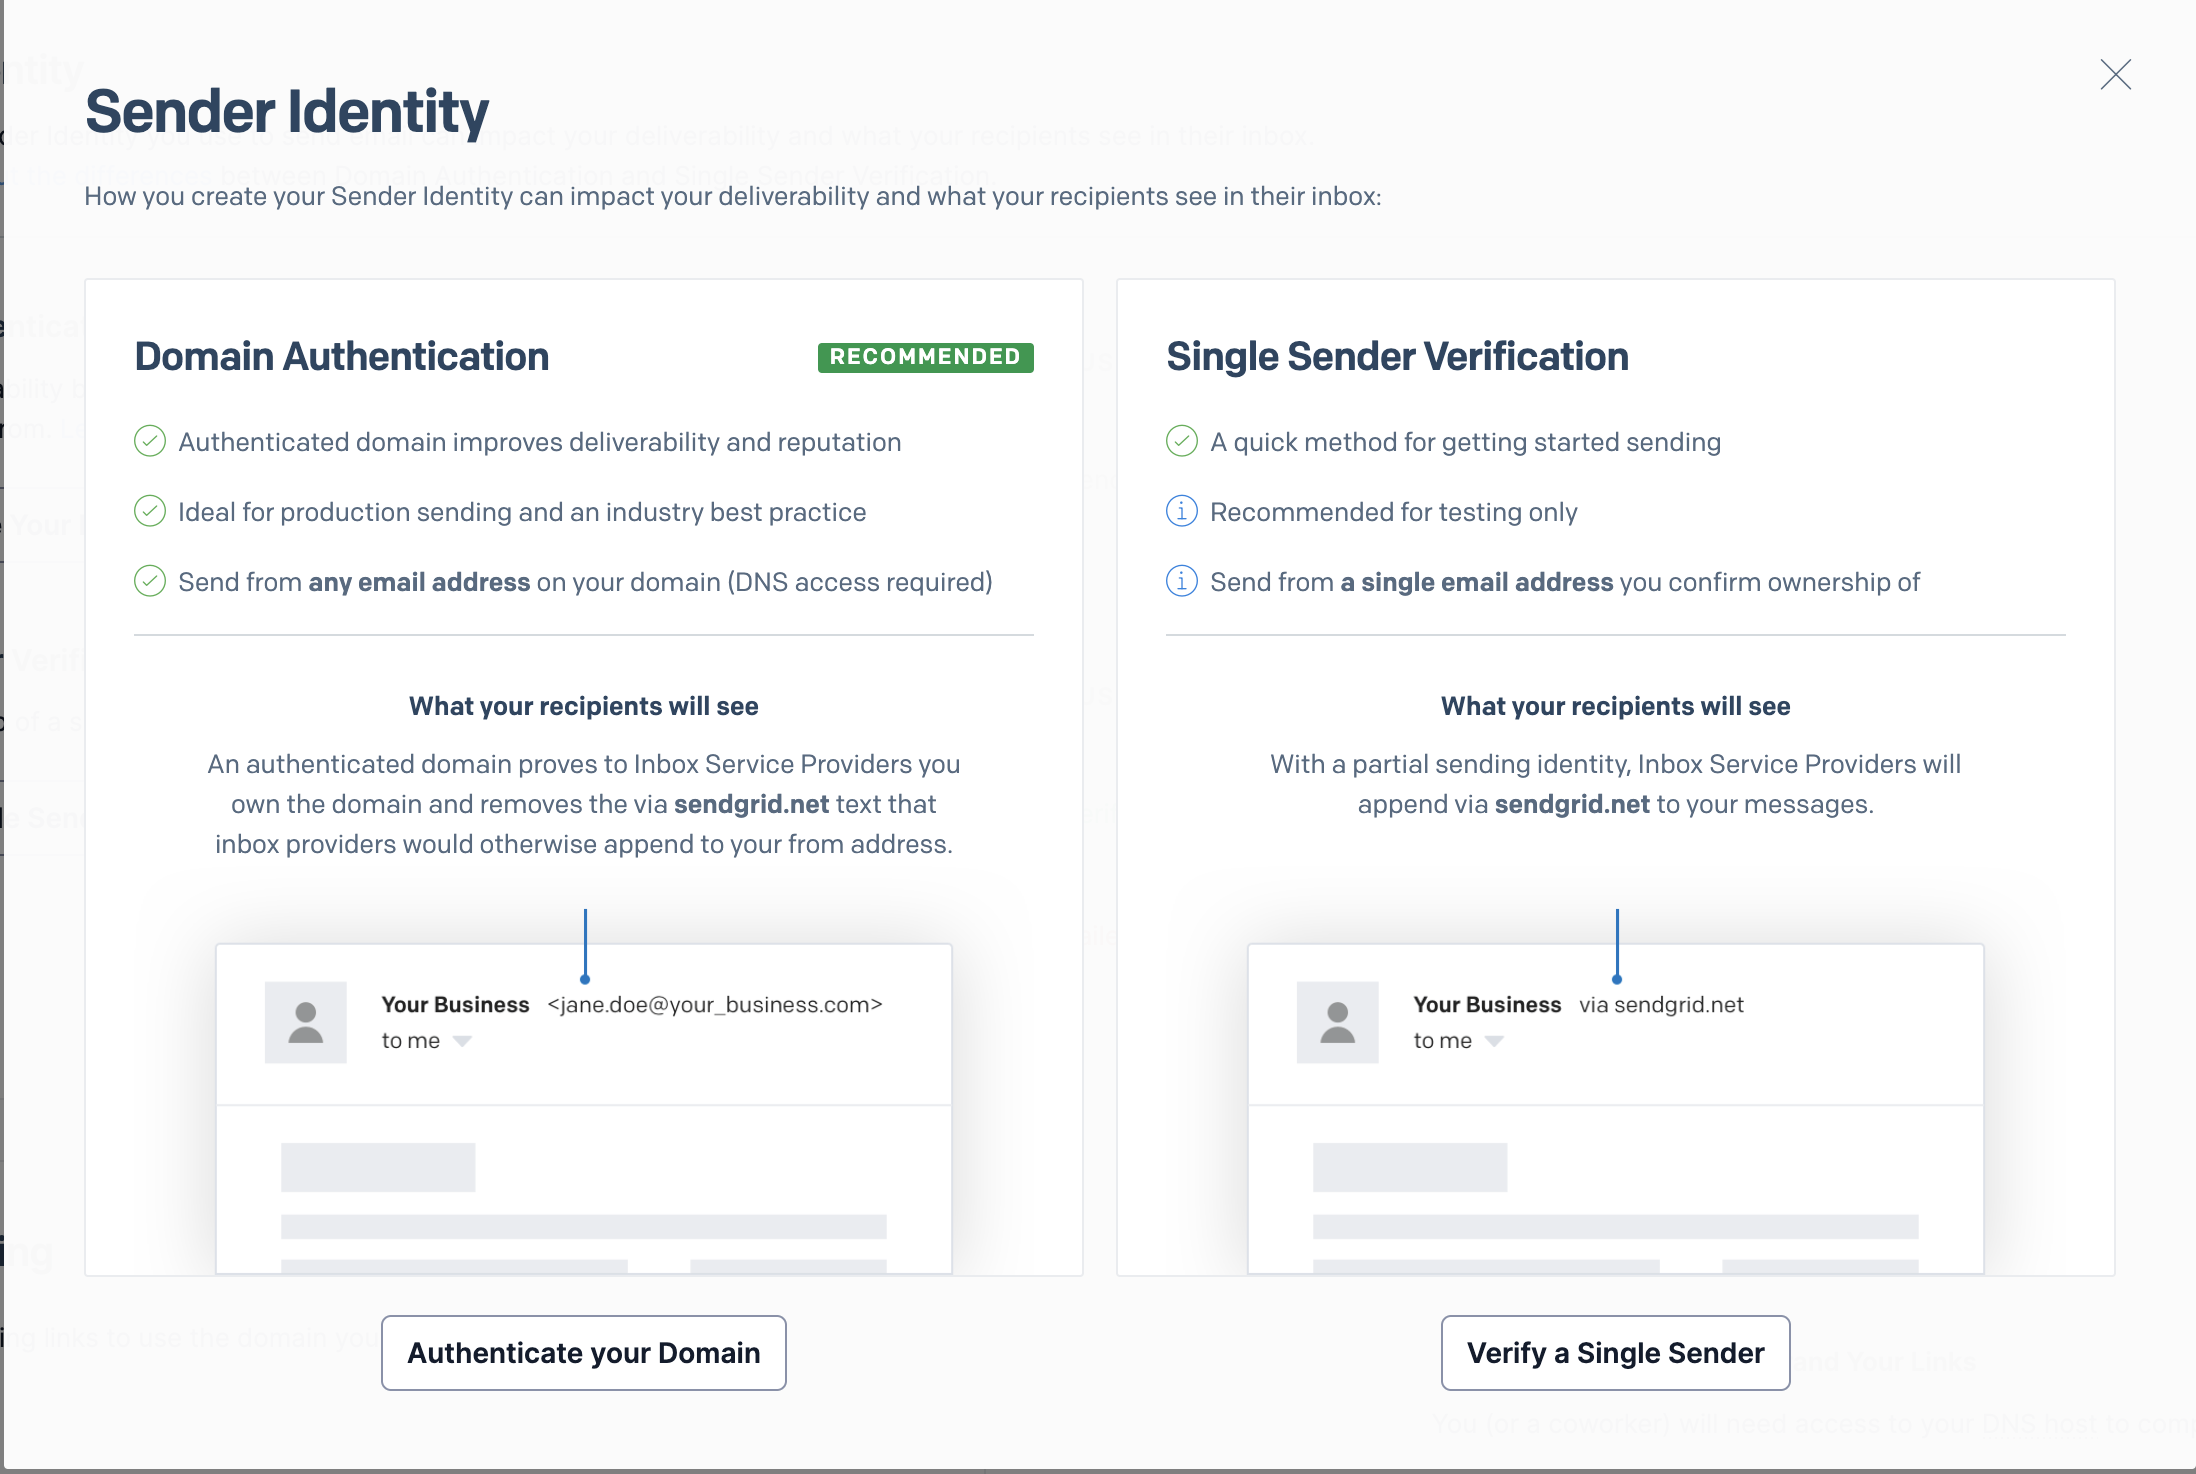 Sender Identity
How you create your Sender Identity can impact your deliverability and what your recipients see in their inbox:
Domain Authentication
RECOMMENDED
Authenticated domain improves deliverability and reputation
Ideal for production sending and an industry best practice
Send from any email address on your domain (DNS access required)
What your recipients will see
An authenticated domain proves to Inbox Service Providers you
own the domain and removes the via sendgrid.net text that
inbox providers would otherwise append to your from address.
Your Business <jane.doe@your_business.com>
to me
Authenticate your Domain
Single Sender Verification
A quick method for getting started sending
Recommended for testing only
Send from a single email address you confirm ownership of
What your recipients will see
With a partial sending identity, Inbox Service Providers will
append via sendgrid.net to your messages.
Your Business via sendgrid.net
to me
Verify a Single Sender